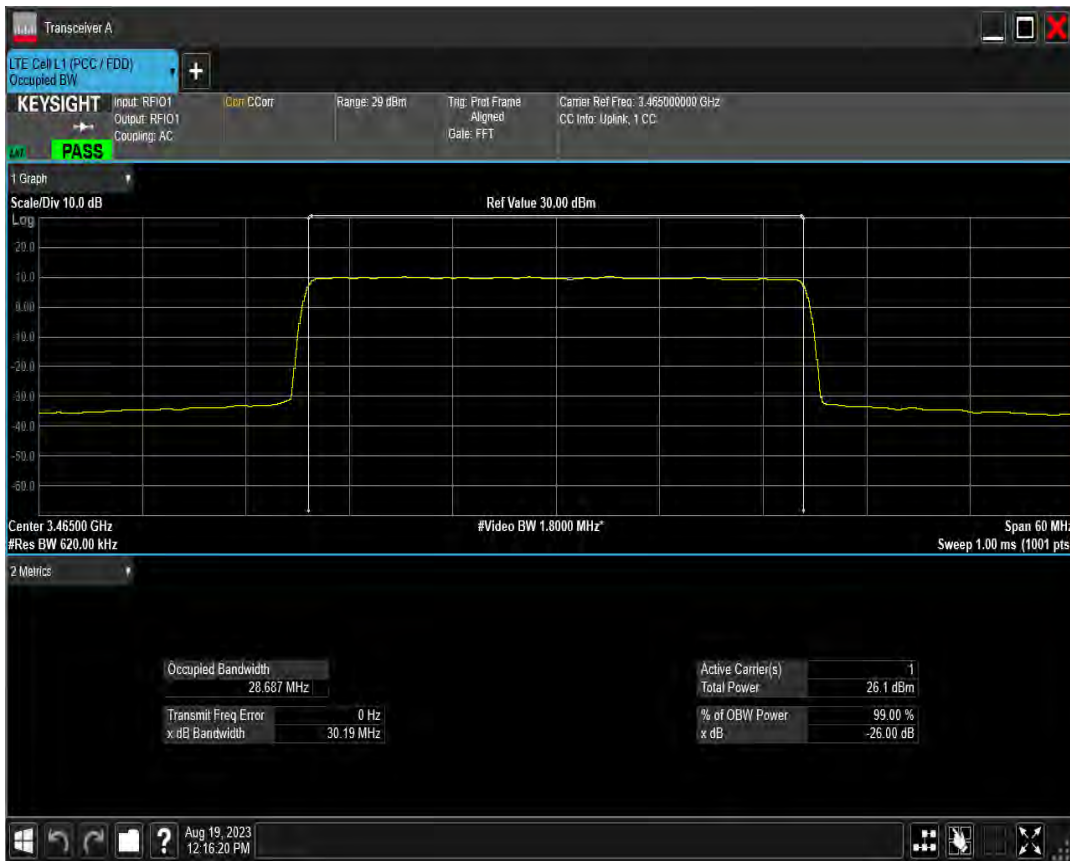 Transceiver A
LTE Cell L1 (PCC / FDD)
Occupied BW
+
KEYSIGHT
Input: RFIO1
Output: RFIO1
Coupling: AC
Corr CCorr
Range: 29 dBm
Trig: Prot Frame
Aligned
Gate: FFT
Carrier Ref Freq: 3.465000000 GHz
CC Info: Uplink, 1 CC
PASS
1 Graph
Scale/Div 10.0 dB
Ref Value 30.00 dBm
Log
20.0
10.0
0.00
-10.0
-20.0
-30.0
-40.0
-50.0
-60.0
Center 3.46500 GHz
#Video BW 1.8000 MHz*
Span 60 MHz
#Res BW 620.00 kHz
Sweep 1.00 ms (1001 pts
2 Metrics
Occupied Bandwidth
28.687 MHz
Transmit Freq Error 0 Hz
x dB Bandwidth 30.19 MHz
Active Carrier(s) 1
Total Power 26.1 dBm
% of OBW Power 99.00 %
x dB -26.00 dB
?
Aug 19, 2023
12:16:20 PM